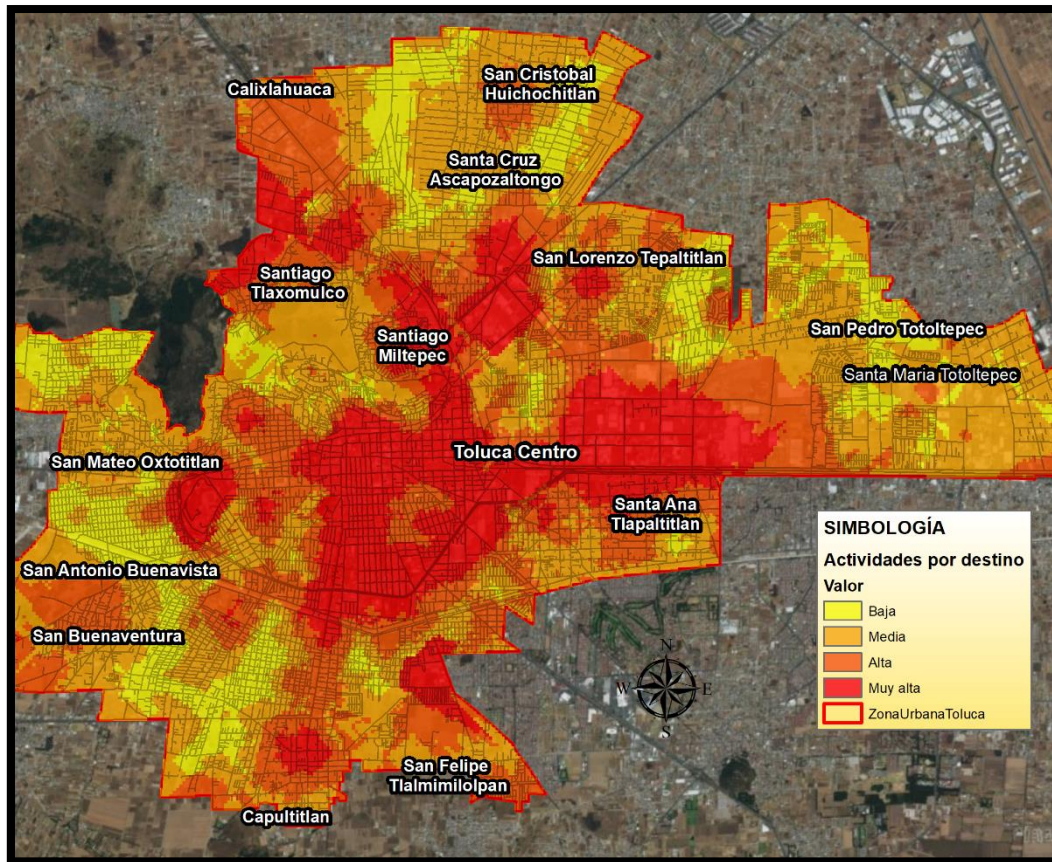 San Cristobal
Huichochitlan
Calixlahuaca
Santa Cruz
Ascapozaltongo
San Lorenzo Tepaltitlan
Santiago
Tlaxomulco
San Pedro Totoltepec
Santiago
Miltepec
Santa Maria Totoltepec
Toluca Centro
San Mateo Oxtotitlan
Santa Ana
Tlapaltitlan
San Antonio Buenavista
San Buenaventura
San Felipe
Tlalmimilolpan
Capultitlan
N
W
E
S
SIMBOLOGÍA
Actividades por destino
Valor
Baja
Media
Alta
Muy alta
ZonaUrbanaToluca